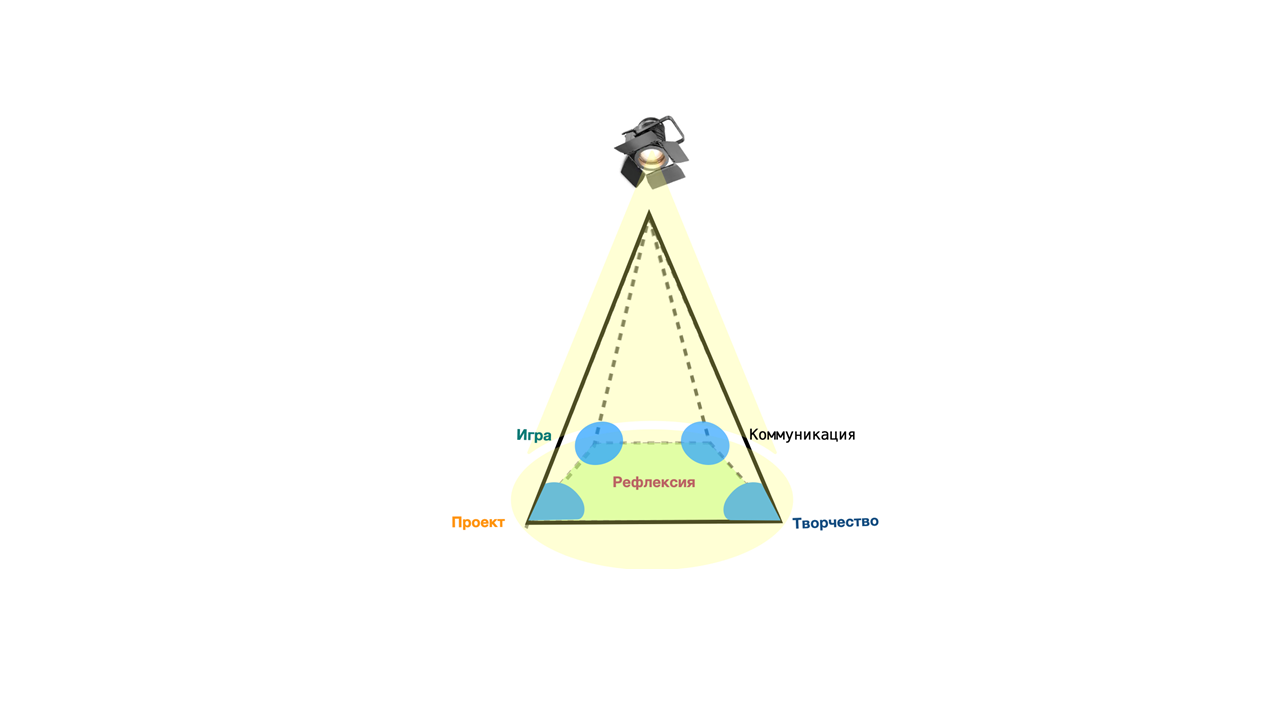 Игра
Коммуникация
Рефлексия
Проект
Творчество